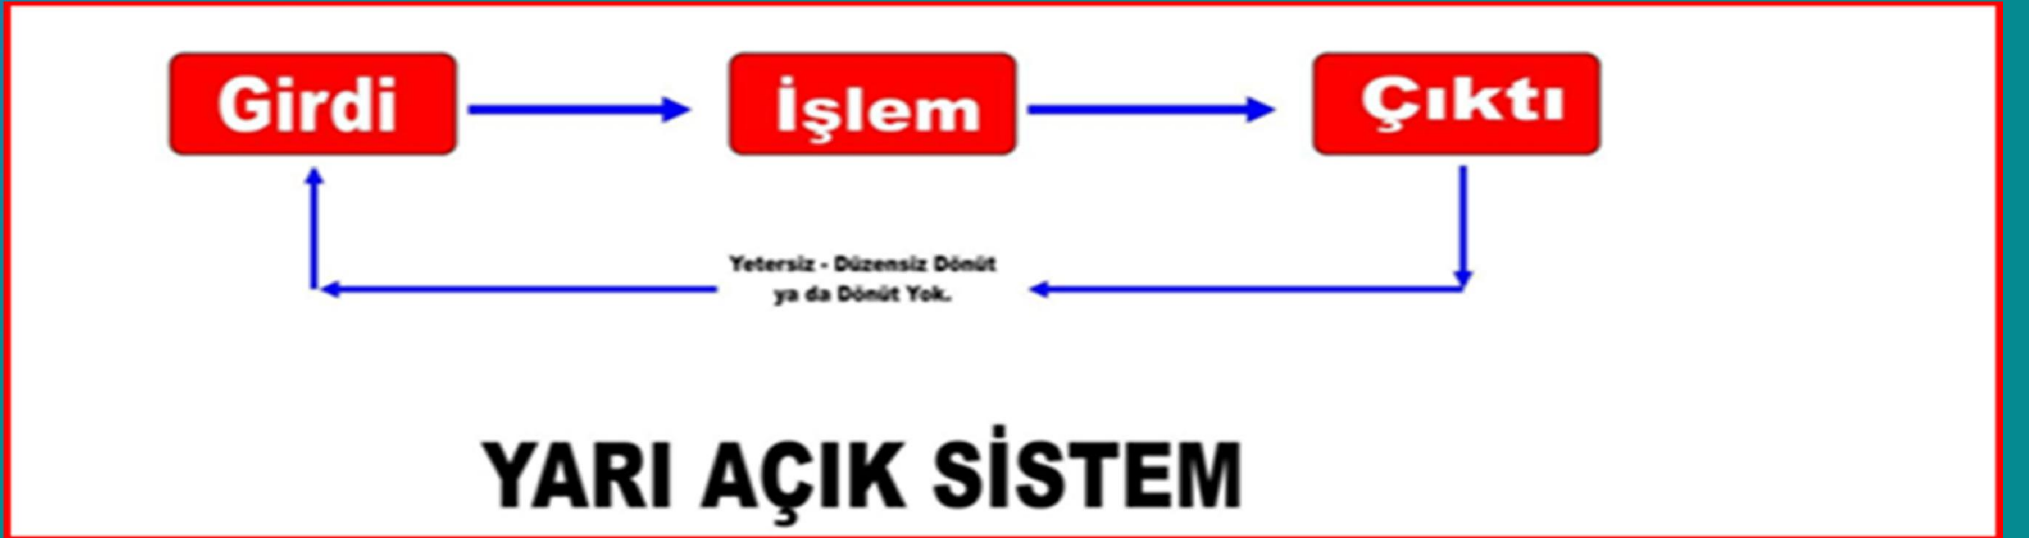 Girdi
İşlem
Çıktı
Yetersiz - Düzensiz Dönüt
ya da Dönüt Yok.
YARI AÇIK SİSTEM